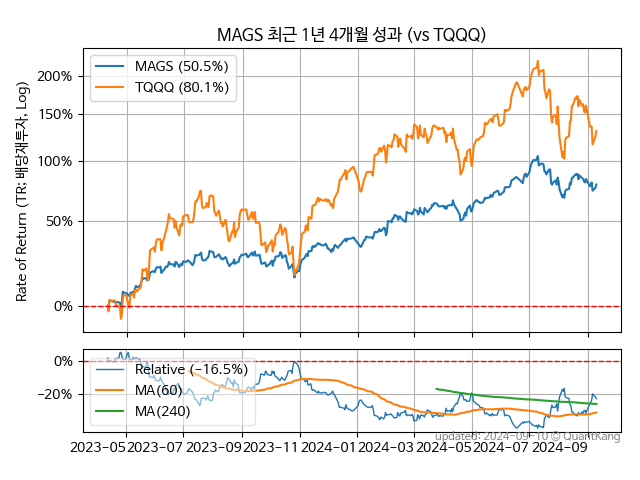 MAGS 최근 1년 4개월 성과 (vs TQQQ)
Rate of Return (TR: 배당재투자, Log)
200%
150%
100%
50%
0%
MAGS (50.5%)
TQQQ (80.1%)
0%
−20%
Relative (−16.5%)
MA(60)
MA(240)
2023−05 2023−07 2023−09 2023−11 2024−01 2024−03 2024−05 2024−07 2024−09
updated: 2024−09−10 © QuantKang